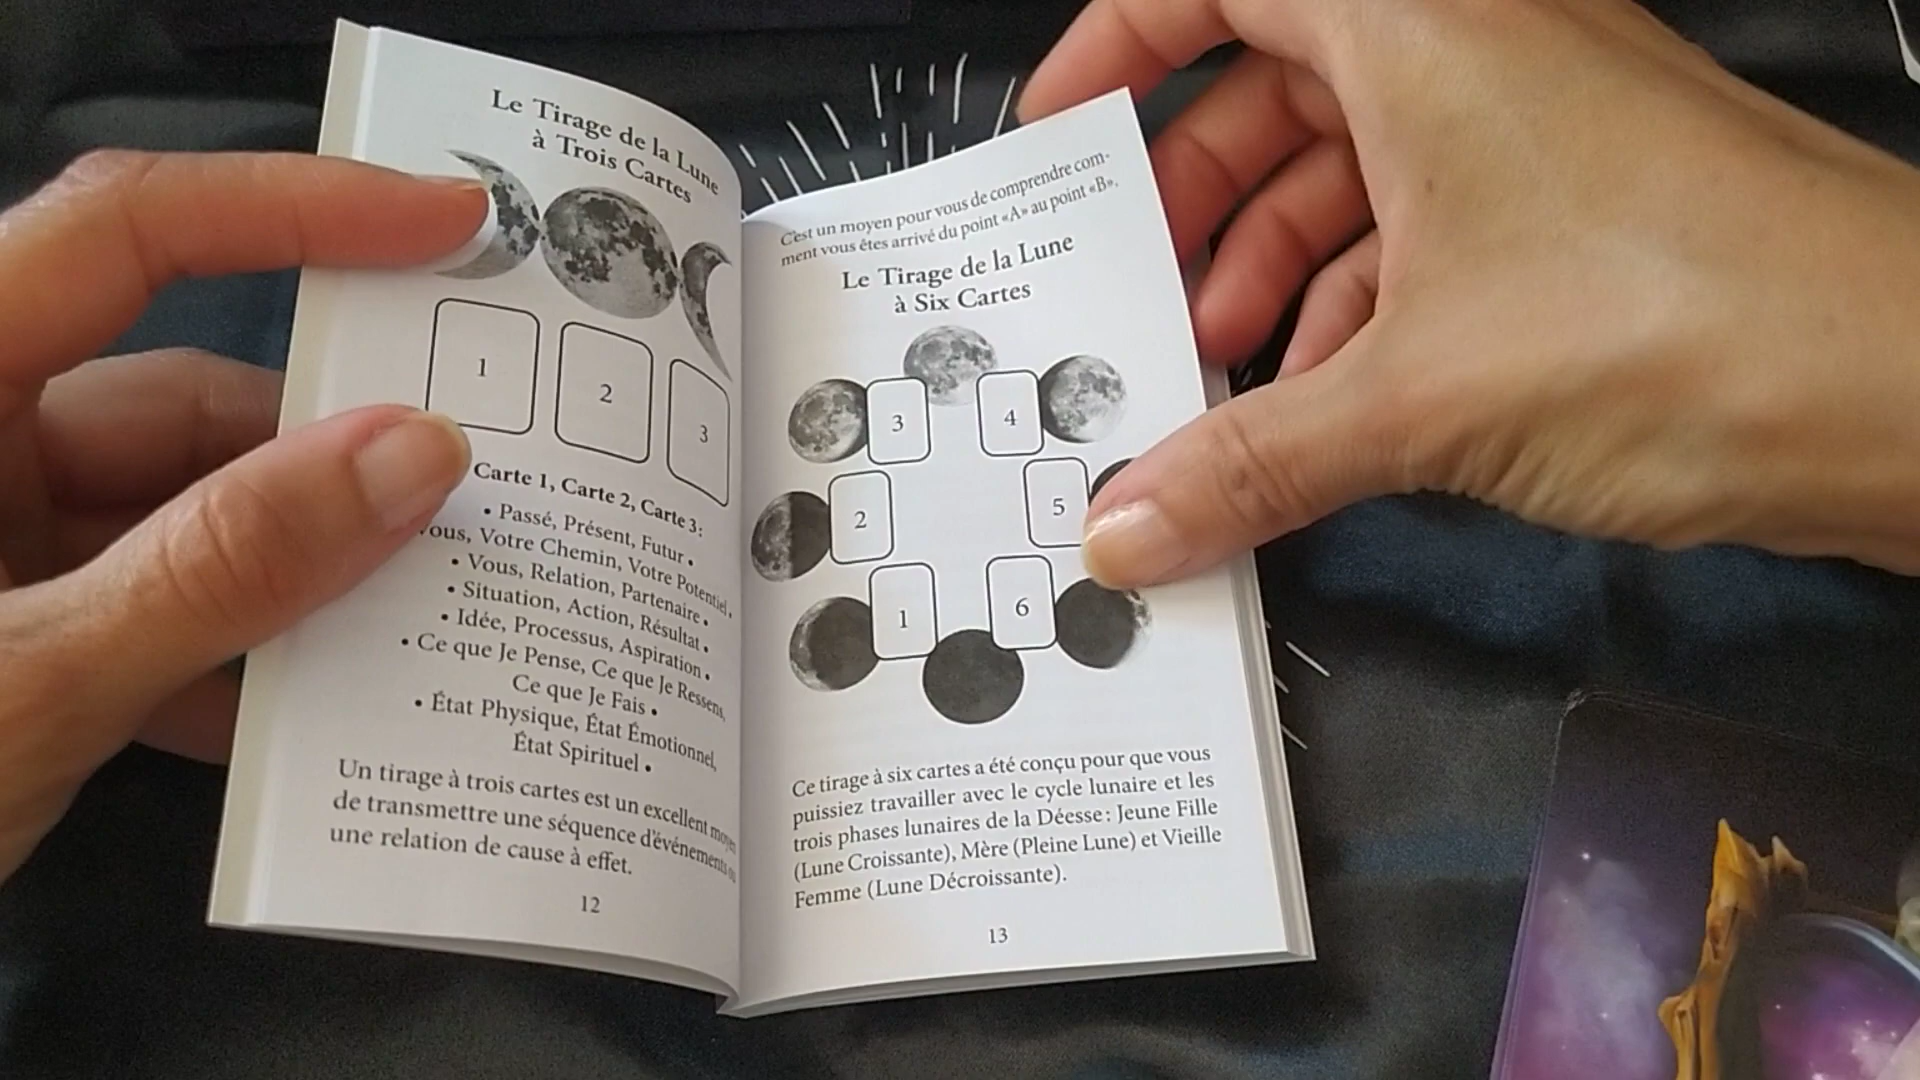 Le Tirage de la Lune
à Trois Cartes
1
2
3
Carte 1, Carte 2, Carte 3:
• Passé, Présent, Futur •
Votre Chemin, Votre Potentiel,
• Vous, Relation, Partenaire •
• Situation, Action, Résultat •
• Idée, Processus, Aspiration •
• Ce que Je Pense, Ce que Je Ressens,
Ce que Je Fais •
• État Physique, État Émotionnel,
État Spirituel •
Un tirage à trois cartes est un excellent moyen
de transmettre une séquence d'événements ou
une relation de cause à effet.
12
C'est un moyen pour vous de comprendre com-
ment vous êtes arrivé du point «A» au point «B».
Le Tirage de la Lune
à Six Cartes
3
4
2
5
1
6
Ce tirage à six cartes a été conçu pour que vous
puissiez travailler avec le cycle lunaire et les
trois phases lunaires de la Déesse: Jeune Fille
(Lune Croissante), Mère (Pleine Lune) et Vieille
Femme (Lune Décroissante).
13